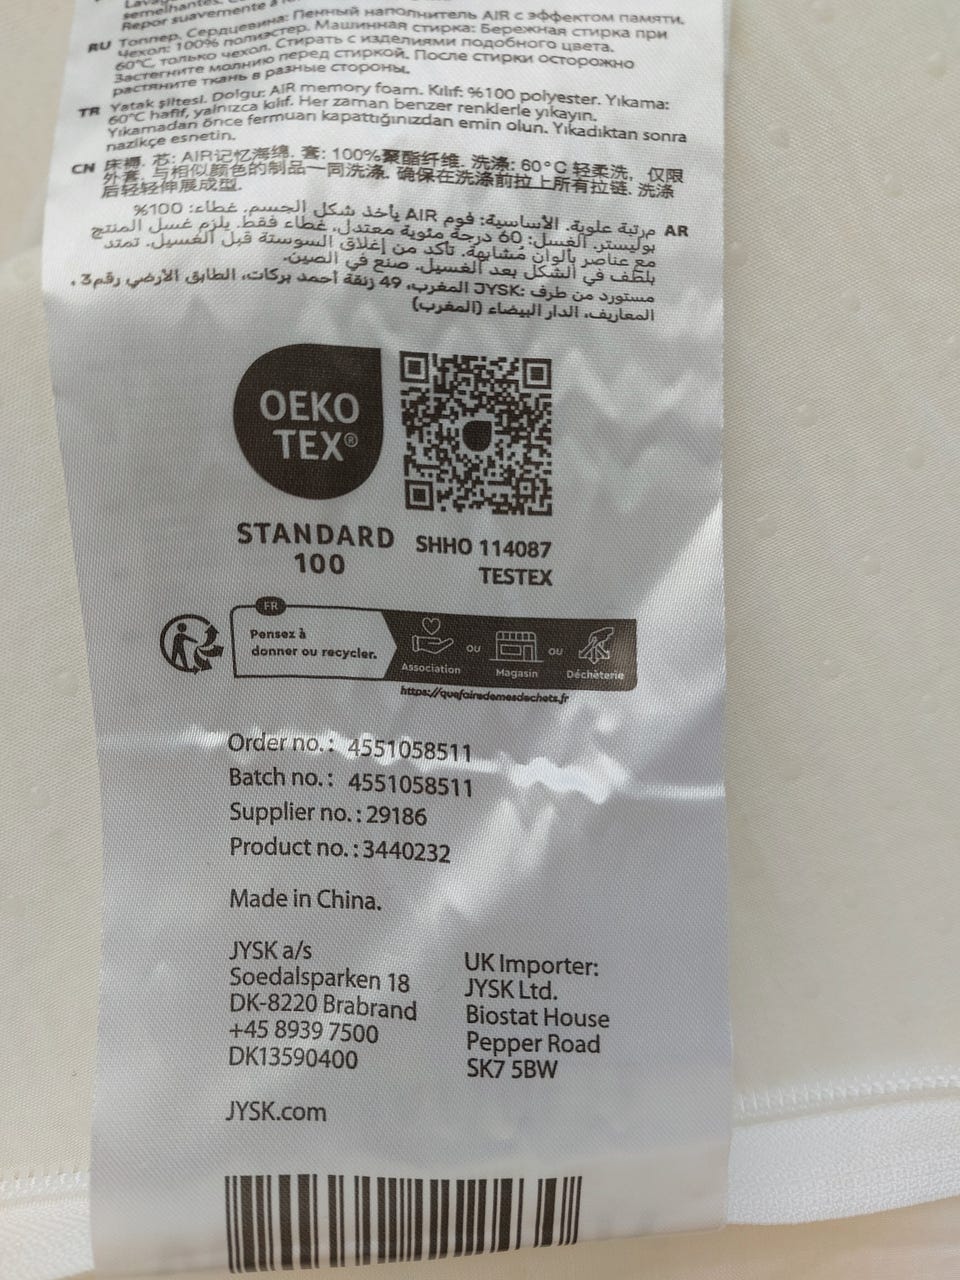 semelhantes.
Repor suavemente a
RU Топпер. Сердцевина: Пенный наполнитель AIR с эффектом памяти.
Чехол: 100% полиэстер. Машинная стирка: Бережная стирка при
60°C, только чехол. Стирать с изделиями подобного цвета.
Застегните молнию перед стиркой. После стирки осторожно
растяните ткань в разные стороны.
TR Yatak şiltesi. Dolgu: AIR memory foam. Kılıf: %100 polyester. Yıkama:
60°C hafif, yalnızca kılıf. Her zaman benzer renklerle yıkayın.
Yıkamadan önce fermuarı kapattığınızdan emin olun. Yıkadıktan sonra
nazikçe esnetin.
CN 床褥. 芯: AIR记忆海绵. 套: 100%聚酯纤维. 洗涤: 60°C 轻柔洗, 仅限
外套. 与相似颜色的制品一同洗涤. 确保在洗涤前拉上所有拉链. 洗涤
后轻轻伸展成型.
AR مرتبة علوية. الأساسية: فوم AIR يأخذ شكل الجسم. غطاء: 100%
بوليستر. الغسل: 60 درجة مئوية معتدل، غطاء فقط. يلزم غسل المنتج
مع عناصر بألوان مشابهة. تأكد من إغلاق السوستة قبل الغسيل. تمتد
بلطف في الشكل بعد الغسيل. صنع في الصين.
مستورد من طرف :JYSK المغرب، 49 زنقة أحمد بركات، الطابق الأرضي رقم3 ،
المعاريف، الدار البيضاء (المغرب)
OEKO
TEX®
STANDARD
100
SHHO 114087
TESTEX
FR
Pensez à
donner ou recycler.
Association OU Magasin OU Déchèterie
https://quefairedemesdechets.fr
Order no.: 4551058511
Batch no.: 4551058511
Supplier no.: 29186
Product no.: 3440232
Made in China.
JYSK a/s
Soedalsparken 18
DK-8220 Brabrand
+45 8939 7500
DK13590400
JYSK.com
UK Importer:
JYSK Ltd.
Biostat House
Pepper Road
SK7 5BW